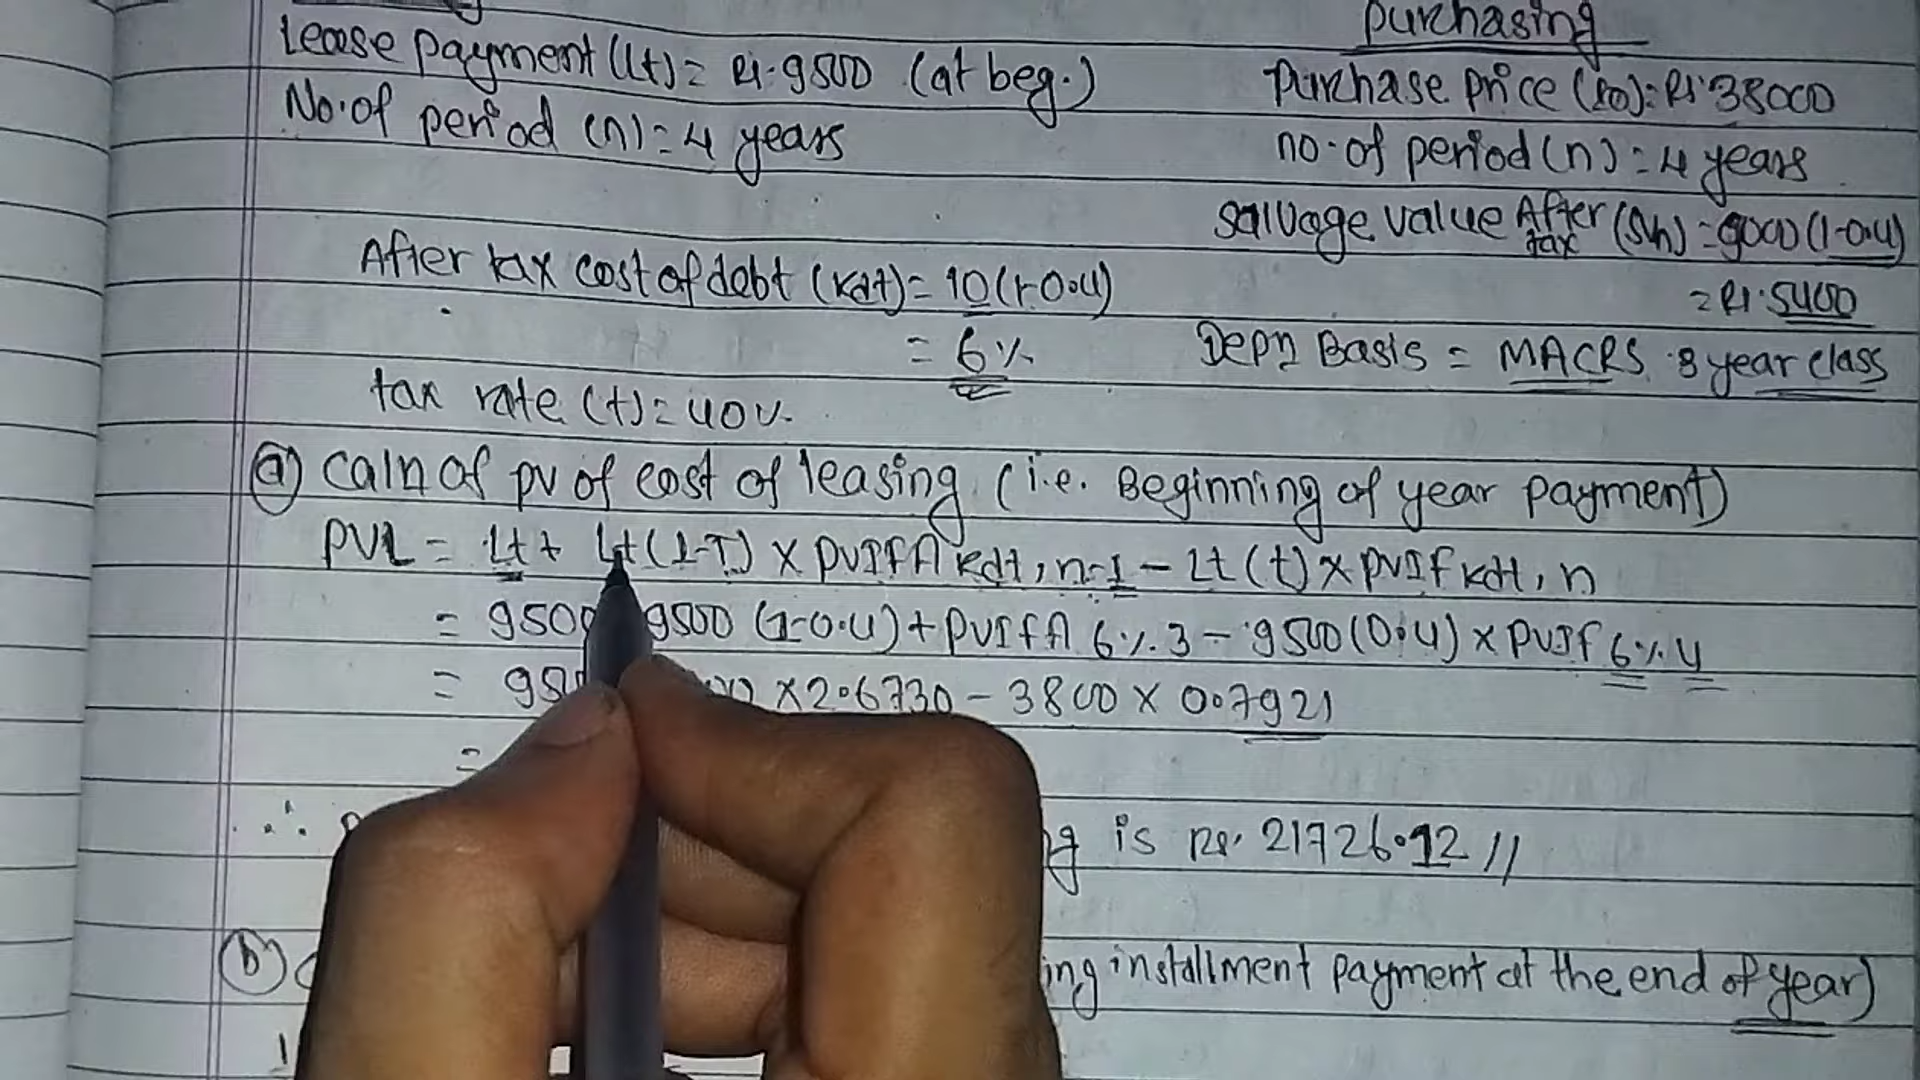 purchasing
Lease payment (Lt) = Rs. 9500 (at beg.)
purchase price (Po) = Rs 38000
No. of period (n) = 4 years
no. of period (n) = 4 years
Salvage value After tax (Sn) = 9000 (1-0.4)
After tax cost of debt (Kdt) = 10 (1-0.4)
= Rs. 5400
= 6%
Depn Basis = MACRS 3 year class
tax rate (t) = 40%
(a) caln of pv of cost of leasing (i.e. Beginning of year payment)
PVL = Lt + Lt (1-T) × PVIFA kdt, n-1 - Lt (t) × PVIF kdt, n
= 9500 9500 (1-0.4) + PVIFA 6%. 3 - 9500 (0.4) × PVIF 6%. 4
= × 2.6730 - 3800 × 0.7921
=
∴ is Rs. 21726.12 //
(b) installment payment at the end of year)